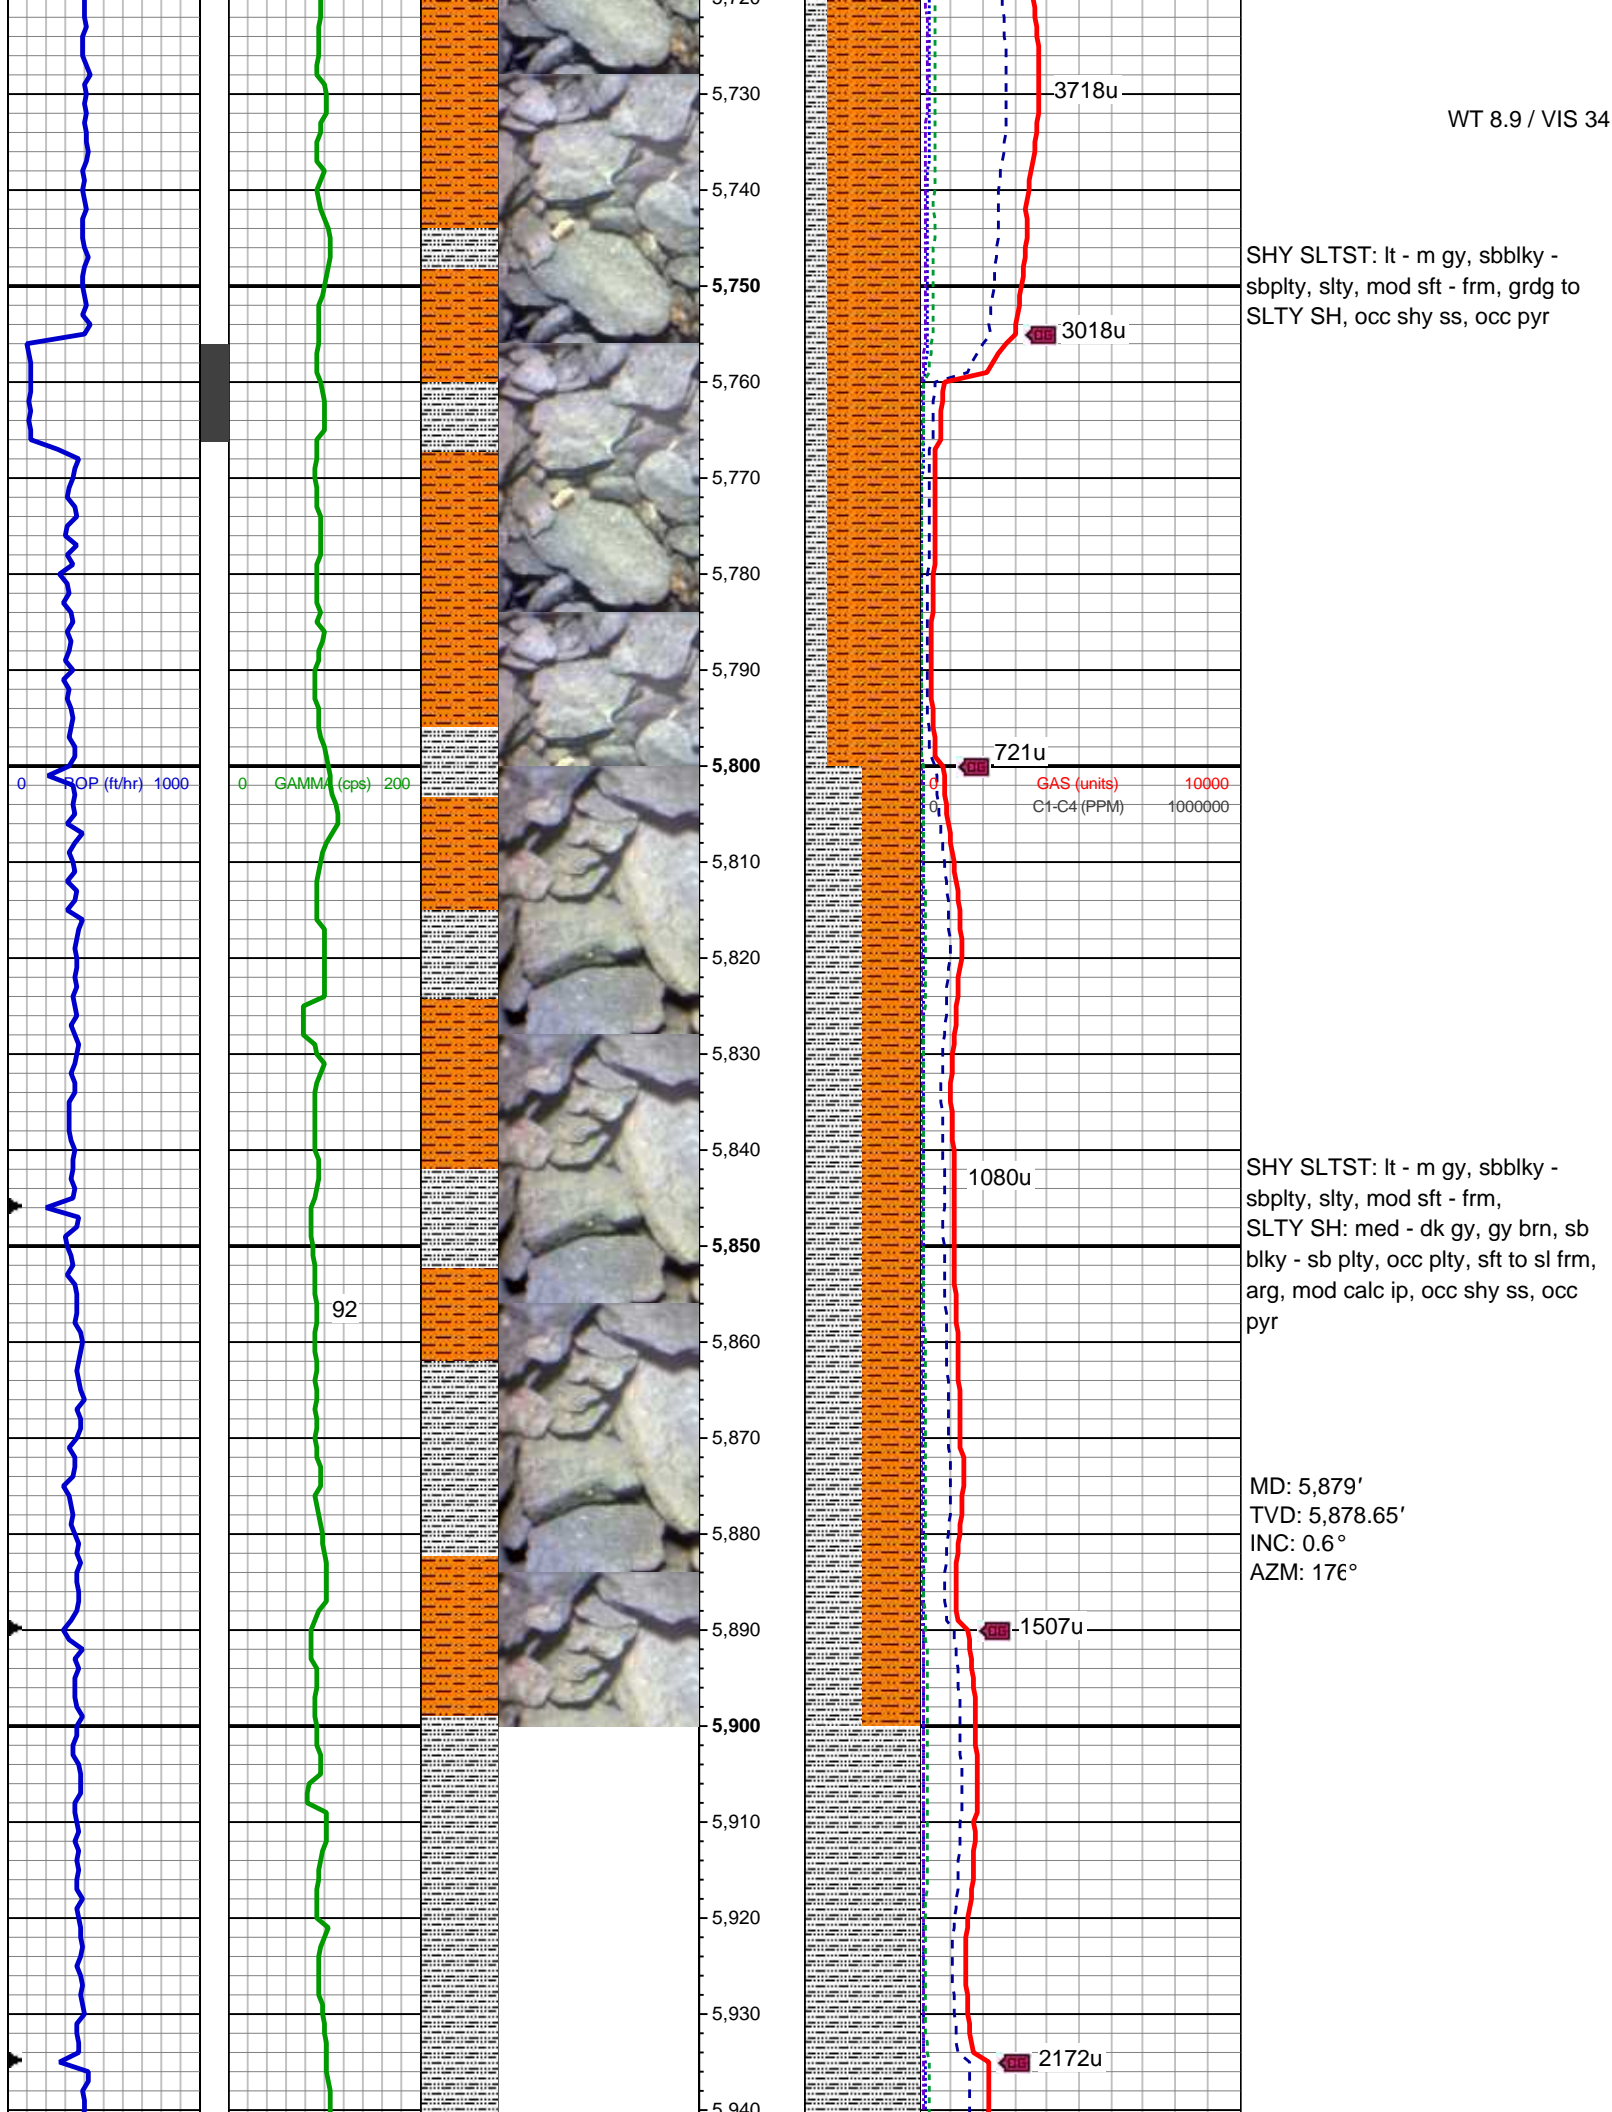 5,730
3718u
WT 8.9 / VIS 34
5,740
SHY SLTST: lt - m gy, sbblky -
sbplty, slty, mod sft - frm, grdg to
SLTY SH, occ shy ss, occ pyr
5,750
CG 3018u
5,760
5,770
5,780
5,790
721u
CG
5,800
0 ROP (ft/hr) 1000
0 GAMMA (cps) 200
0 GAS (units) 10000
0 C1-C4 (PPM) 1000000
5,810
5,820
5,830
5,840
1080u
SHY SLTST: lt - m gy, sbblky -
sbplty, slty, mod sft - frm,
SLTY SH: med - dk gy, gy brn, sb
blky - sb plty, occ plty, sft to sl frm,
arg, mod calc ip, occ shy ss, occ
pyr
5,850
92
5,860
5,870
MD: 5,879′
TVD: 5,878.65′
INC: 0.6°
AZM: 176°
5,880
5,890
CG 1507u
5,900
5,910
5,920
5,930
CG 2172u
5,940